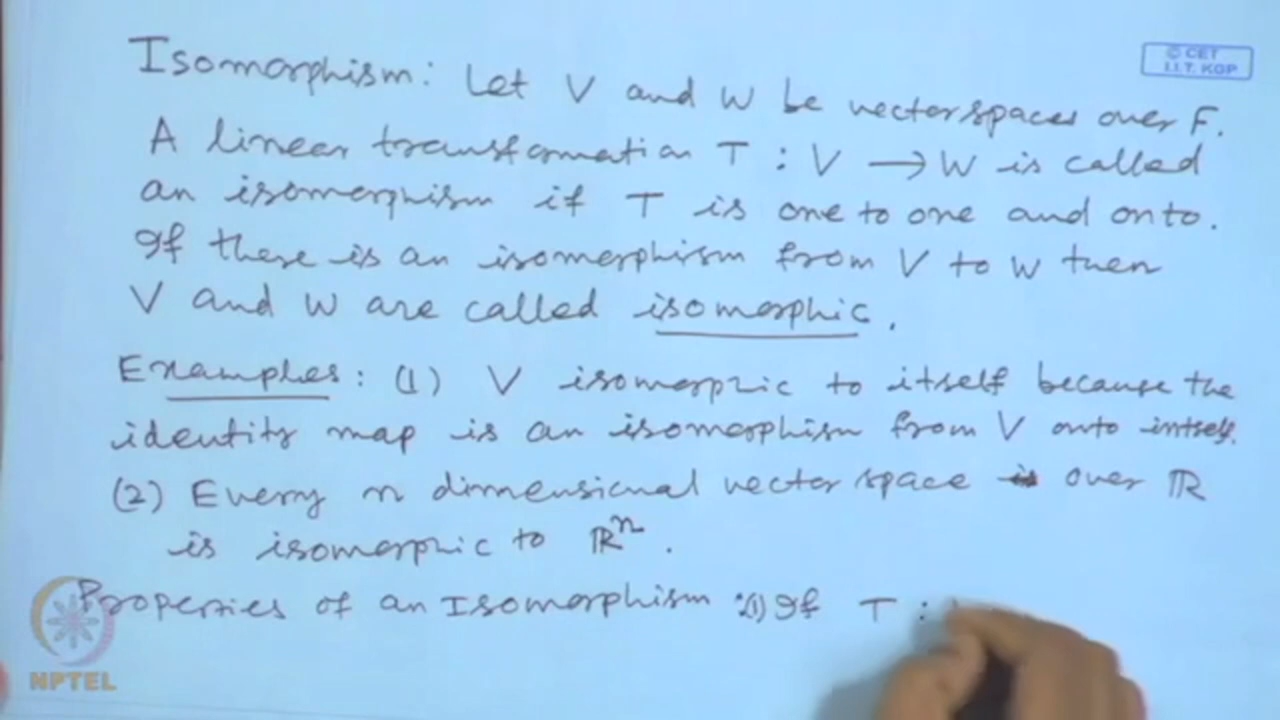 © CET
I.I.T. KGP
Isomorphism: Let V and W be vector spaces over F.
A linear transformation T : V → W is called
an isomorphism if T is one to one and onto.
If there is an isomorphism from V to W then
V and W are called isomorphic.
Examples: (1) V isomorphic to itself because the
identity map is an isomorphism from V onto intself.
(2) Every n dimensional vector space is over ℝ
is isomorphic to ℝⁿ.
Properties of an Isomorphism :(1) If T :
NPTEL